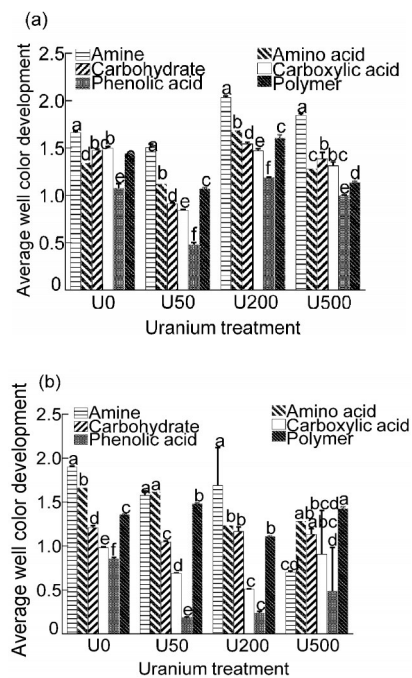 (a)
2.5
Amine
Amino acid
Carbohydrate
Carboxylic acid
Phenolic acid
Polymer
Average well color development
2.0
1.5
1.0
0.5
0
a d bc b e c
a b d e f c
a b d e f c
a c b bc e d
U0 U50 U200 U500
Uranium treatment
(b)
2.5
Amine
Amino acid
Carbohydrate
Carboxylic acid
Phenolic acid
Polymer
Average well color development
2.0
1.5
1.0
0.5
0.0
a b c e f b
a a c d e b
a b b c c b
cd ab bcd abc d a
U0 U50 U200 U500
Uranium treatment